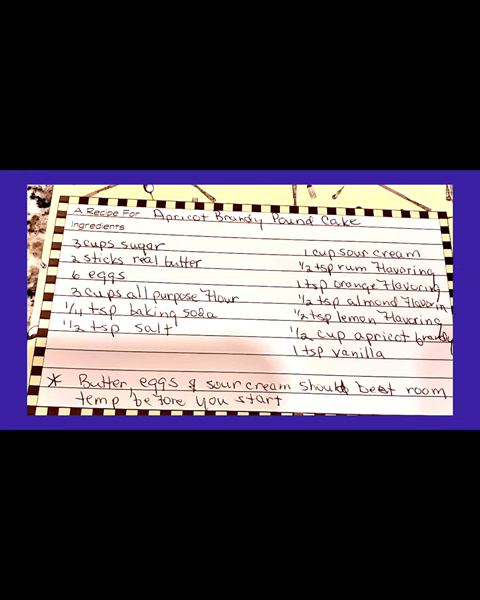 A Recipe For Apricot Brandy Pound Cake
Ingredients
3 cups sugar
2 sticks real butter
6 eggs
3 cups all purpose flour
1/4 tsp baking soda
1/2 tsp salt
1 cup sour cream
1/2 tsp rum flavoring
1 tsp orange flavoring
1/2 tsp almond flavorin
1/2 tsp lemon flavoring
1/2 cup apricot brandy
1 tsp vanilla
* Butter, eggs & sour cream should be at room
temp before you start